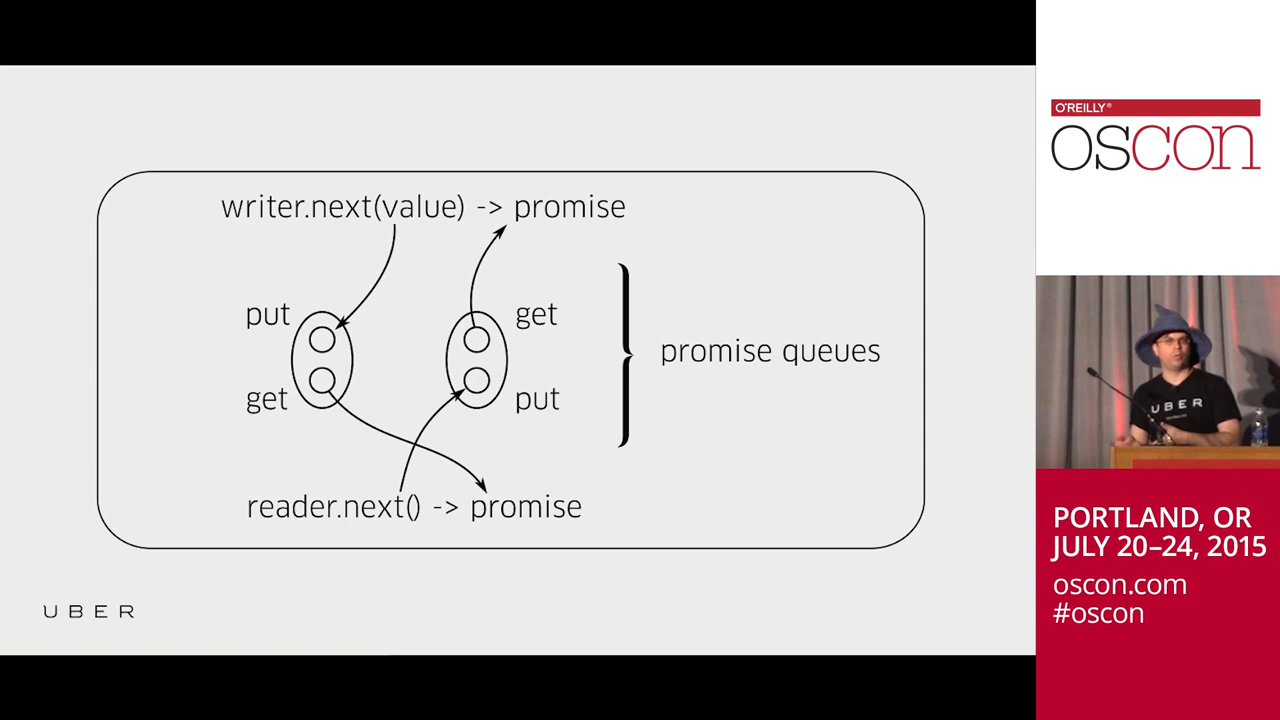 writer.next(value) -> promise
put
get
get
put
promise queues
reader.next() -> promise
UBER
O'REILLY®
OSCON
UBER
PORTLAND, OR
JULY 20–24, 2015
oscon.com
#oscon